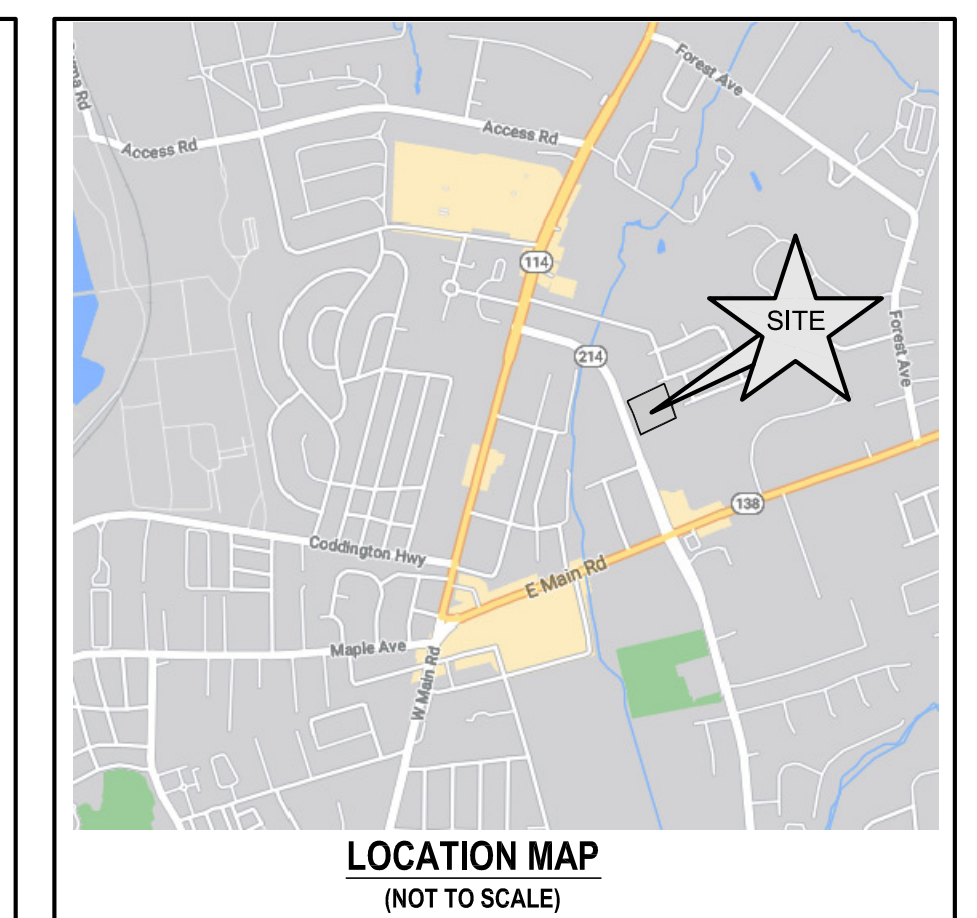 Forest Ave
Access Rd
Access Rd
114
SITE
Forest Ave
214
138
Coddington Hwy
E Main Rd
Maple Ave
W Main Rd
LOCATION MAP
(NOT TO SCALE)